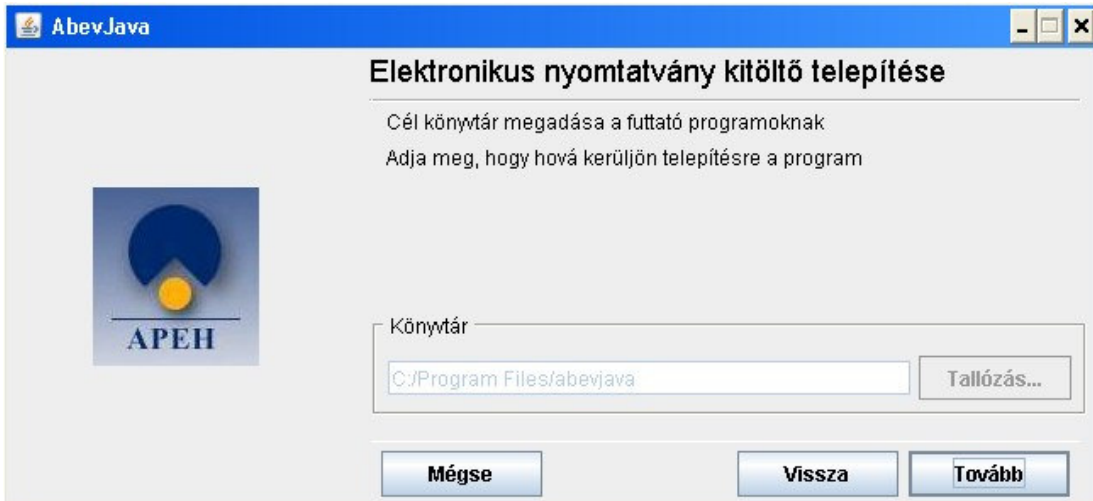 AbevJava
Elektronikus nyomtatvány kitöltő telepítése
Cél könyvtár megadása a futtató programoknak
Adja meg, hogy hová kerüljön telepítésre a program
APEH
Könyvtár
C:/Program Files/abevjava
Tallózás...
Mégse
Vissza
Tovább